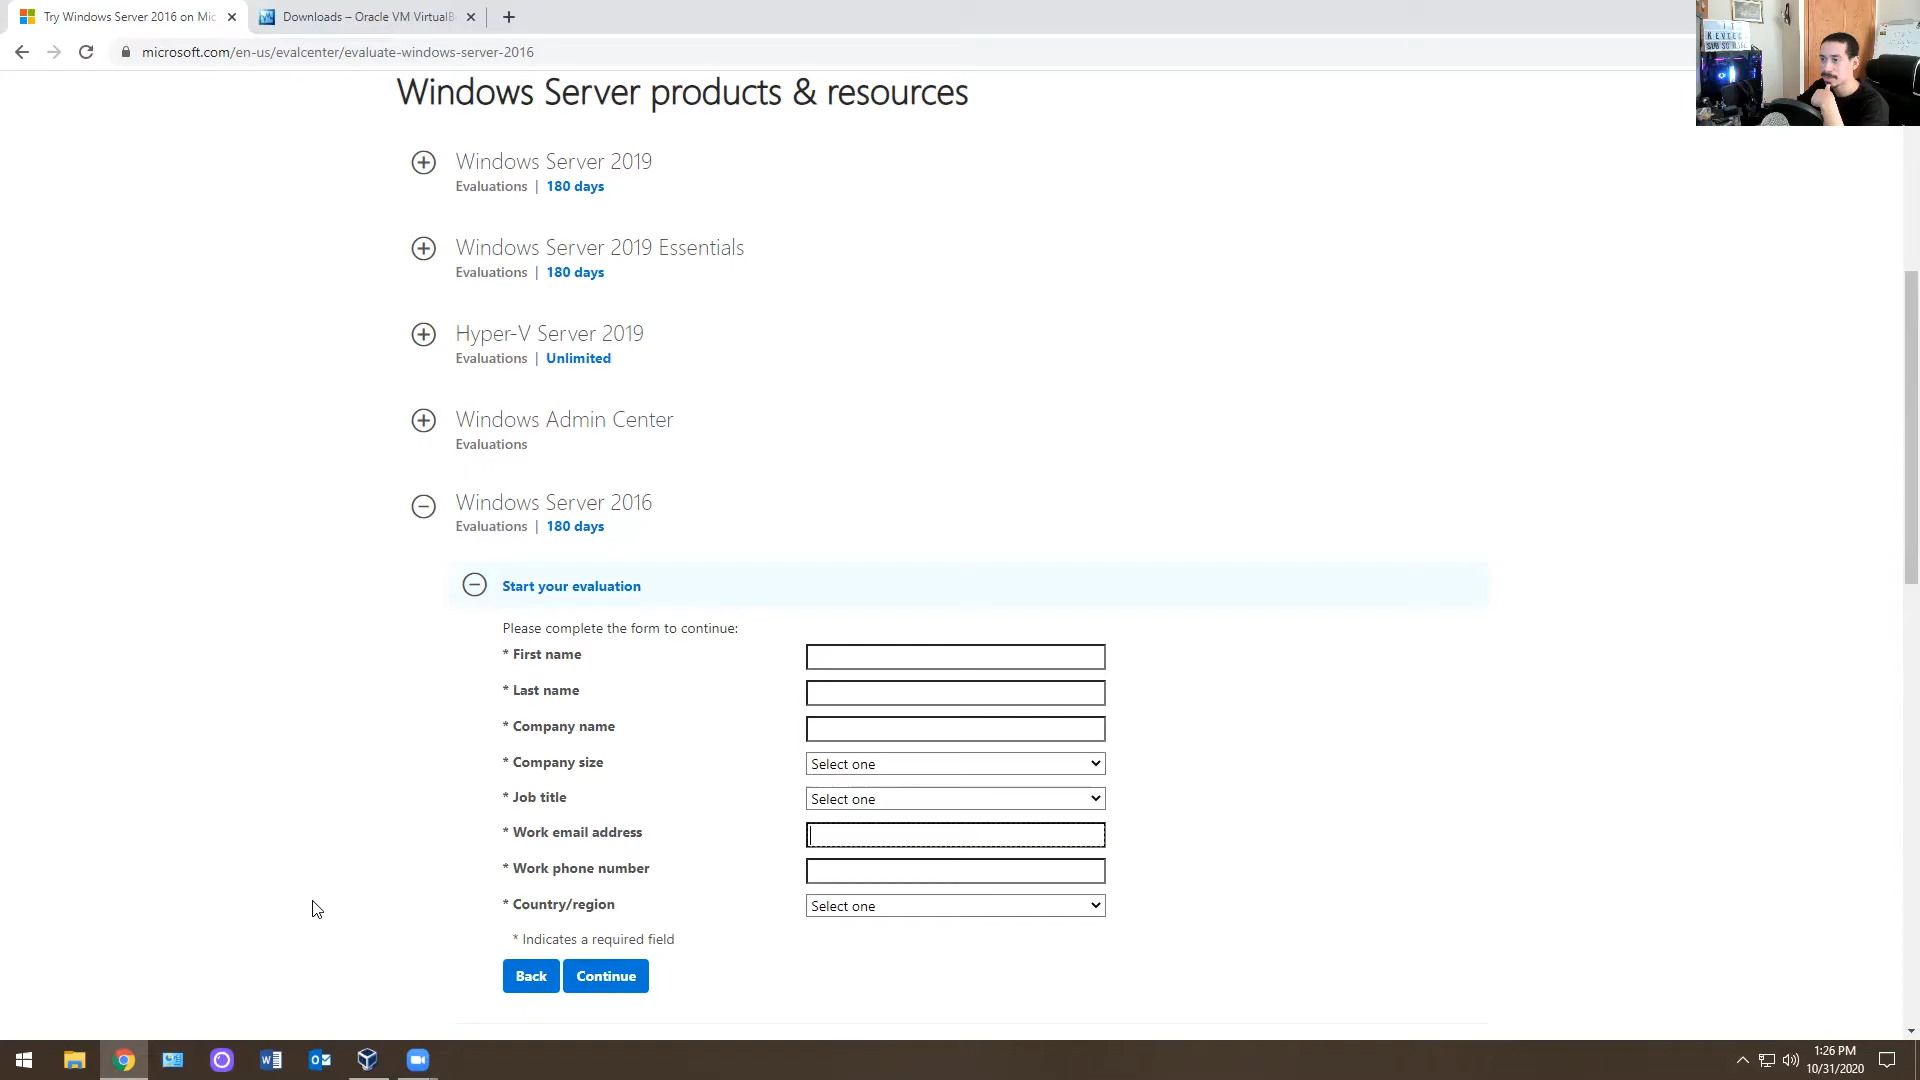 Try Windows Server 2016 on Mic
Downloads – Oracle VM VirtualB
microsoft.com/en-us/evalcenter/evaluate-windows-server-2016
Windows Server products & resources
Windows Server 2019
Evaluations | 180 days
Windows Server 2019 Essentials
Evaluations | 180 days
Hyper-V Server 2019
Evaluations | Unlimited
Windows Admin Center
Evaluations
Windows Server 2016
Evaluations | 180 days
Start your evaluation
Please complete the form to continue:
* First name
* Last name
* Company name
* Company size Select one
* Job title Select one
* Work email address
* Work phone number
* Country/region Select one
* Indicates a required field
Back Continue
1:26 PM
10/31/2020